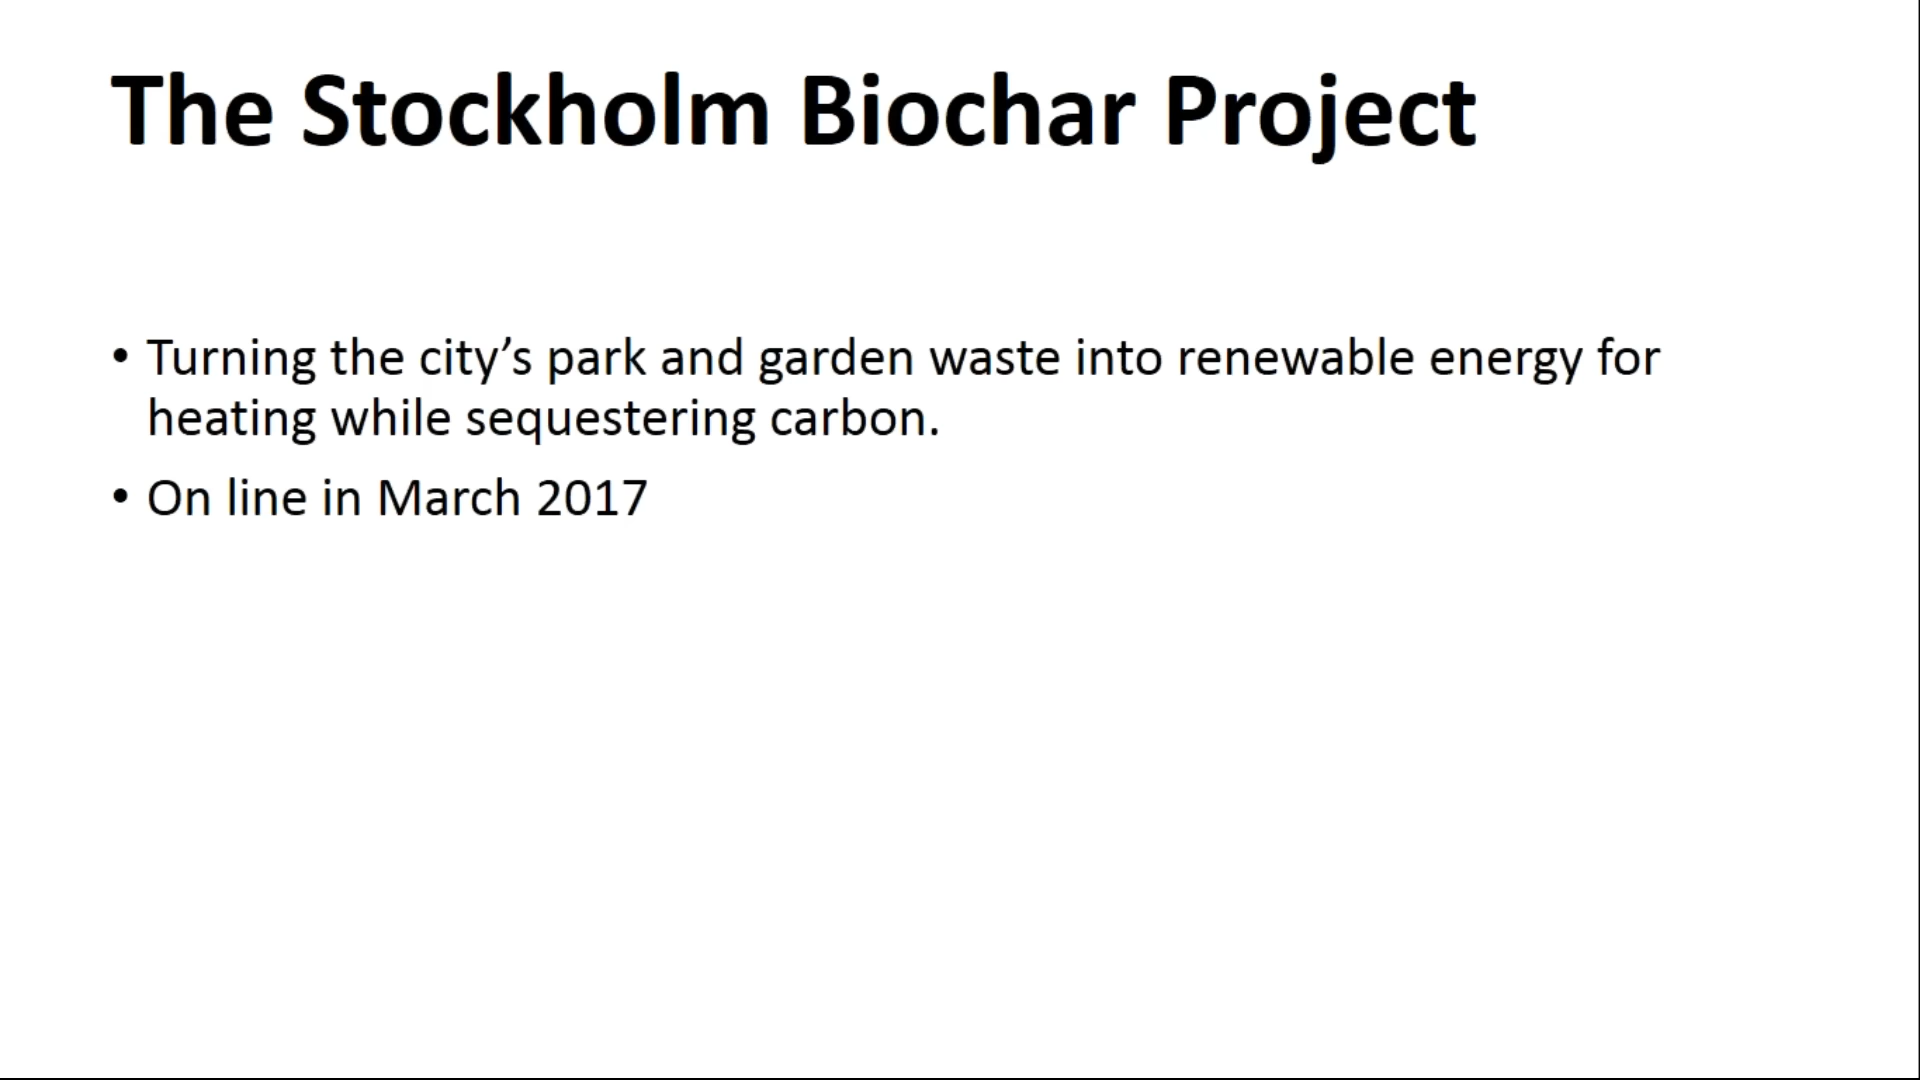 The Stockholm Biochar Project
• Turning the city’s park and garden waste into renewable energy for
heating while sequestering carbon.
• On line in March 2017